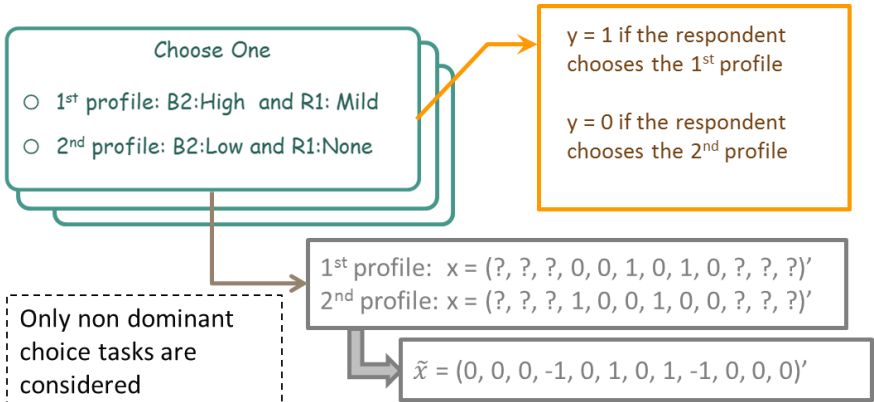 Choose One
1st profile: B2:High and R1: Mild
2nd profile: B2:Low and R1:None
y = 1 if the respondent
chooses the 1st profile
y = 0 if the respondent
chooses the 2nd profile
1st profile: x = (?, ?, ?, 0, 0, 1, 0, 1, 0, ?, ?, ?)’
2nd profile: x = (?, ?, ?, 1, 0, 0, 1, 0, 0, ?, ?, ?)’
Only non dominant
choice tasks are
considered
x̃ = (0, 0, 0, -1, 0, 1, 0, 1, -1, 0, 0, 0)’